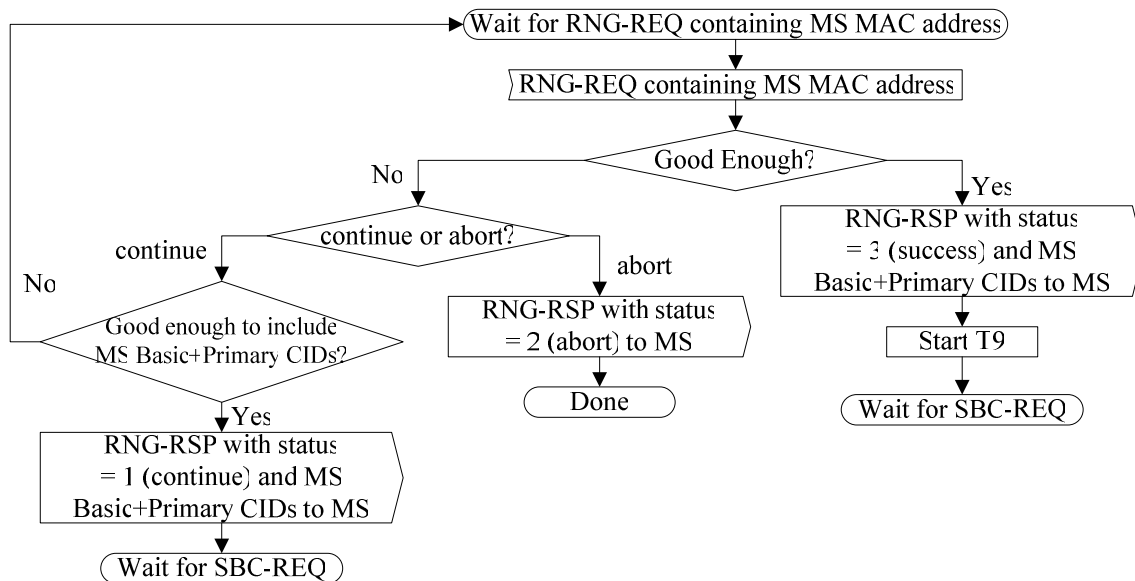 Wait for RNG-REQ containing MS MAC address
RNG-REQ containing MS MAC address
Good Enough?
No
Yes
continue or abort?
RNG-RSP with status
= 3 (success) and MS
Basic+Primary CIDs to MS
continue
abort
No
Good enough to include
MS Basic+Primary CIDs?
RNG-RSP with status
= 2 (abort) to MS
Start T9
Done
Wait for SBC-REQ
Yes
RNG-RSP with status
= 1 (continue) and MS
Basic+Primary CIDs to MS
Wait for SBC-REQ